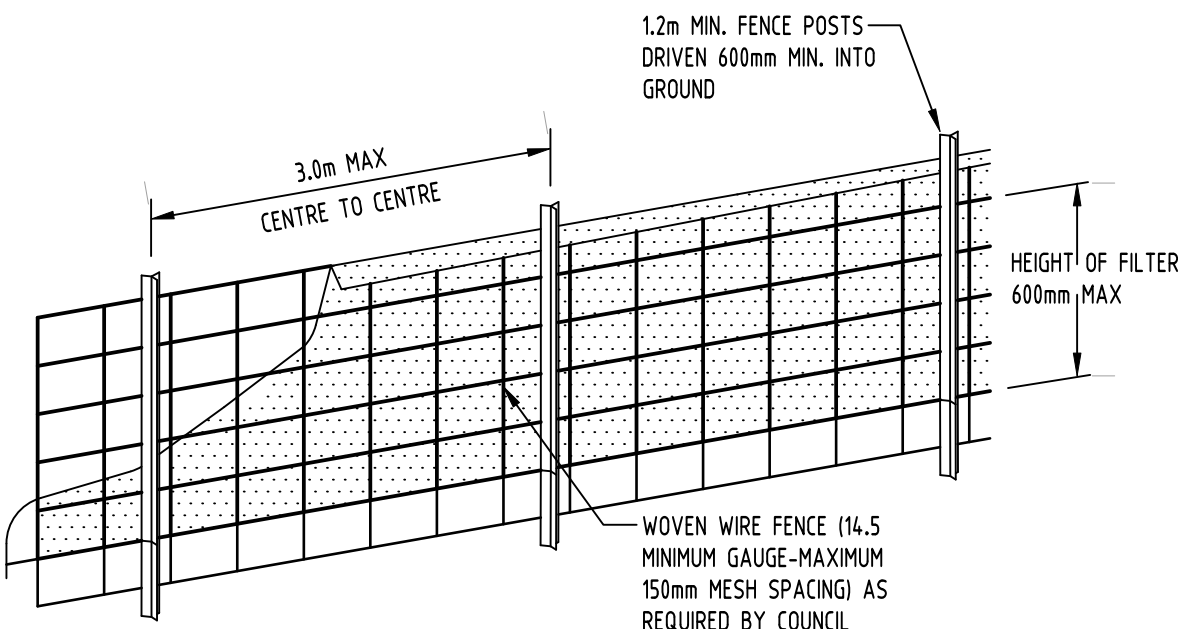 1.2m MIN. FENCE POSTS
DRIVEN 600mm MIN. INTO
GROUND
3.0m MAX
CENTRE TO CENTRE
HEIGHT OF FILTER
600mm MAX
WOVEN WIRE FENCE (14.5
MINIMUM GAUGE-MAXIMUM
150mm MESH SPACING) AS
REQUIRED BY COUNCIL